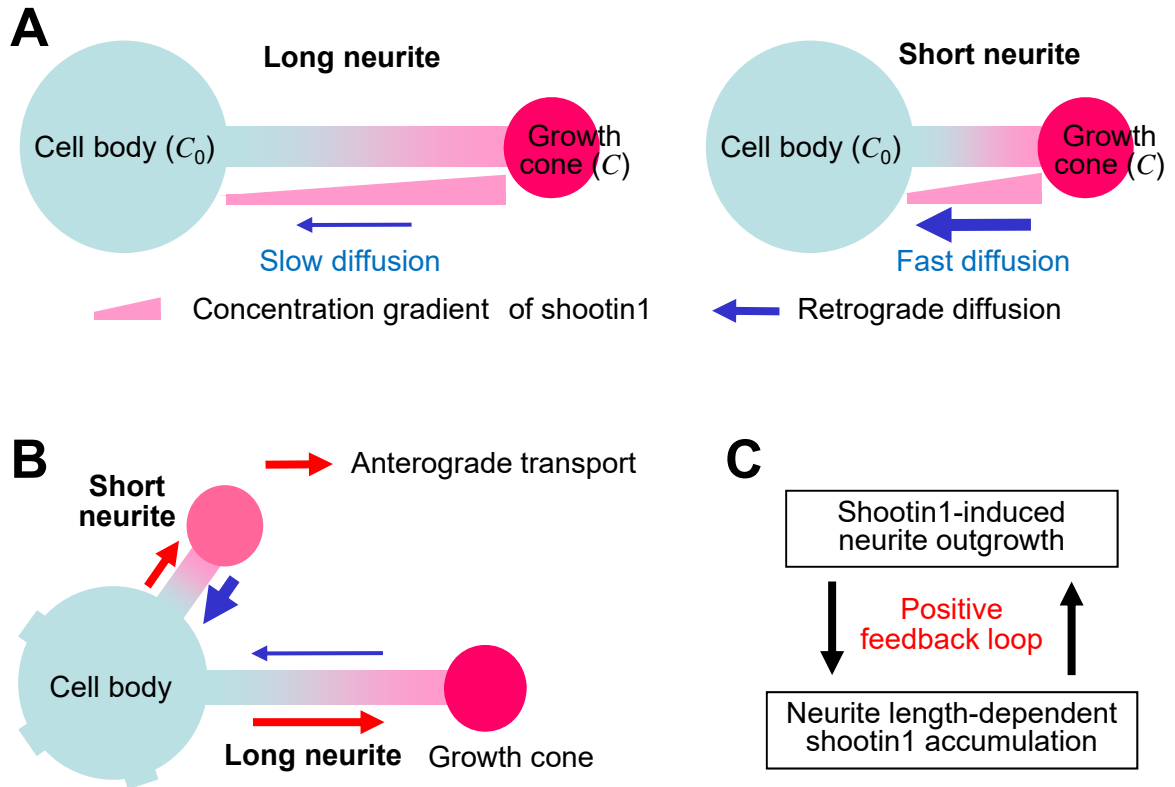 A
Long neurite
Short neurite
Cell body (C0)
Growth
cone (C)
Cell body (C0)
Growth
cone (C)
Slow diffusion
Fast diffusion
Concentration gradient of shootin1
Retrograde diffusion
B
Anterograde transport
Short
neurite
Cell body
Long neurite
Growth cone
C
Shootin1-induced
neurite outgrowth
Positive
feedback loop
Neurite length-dependent
shootin1 accumulation